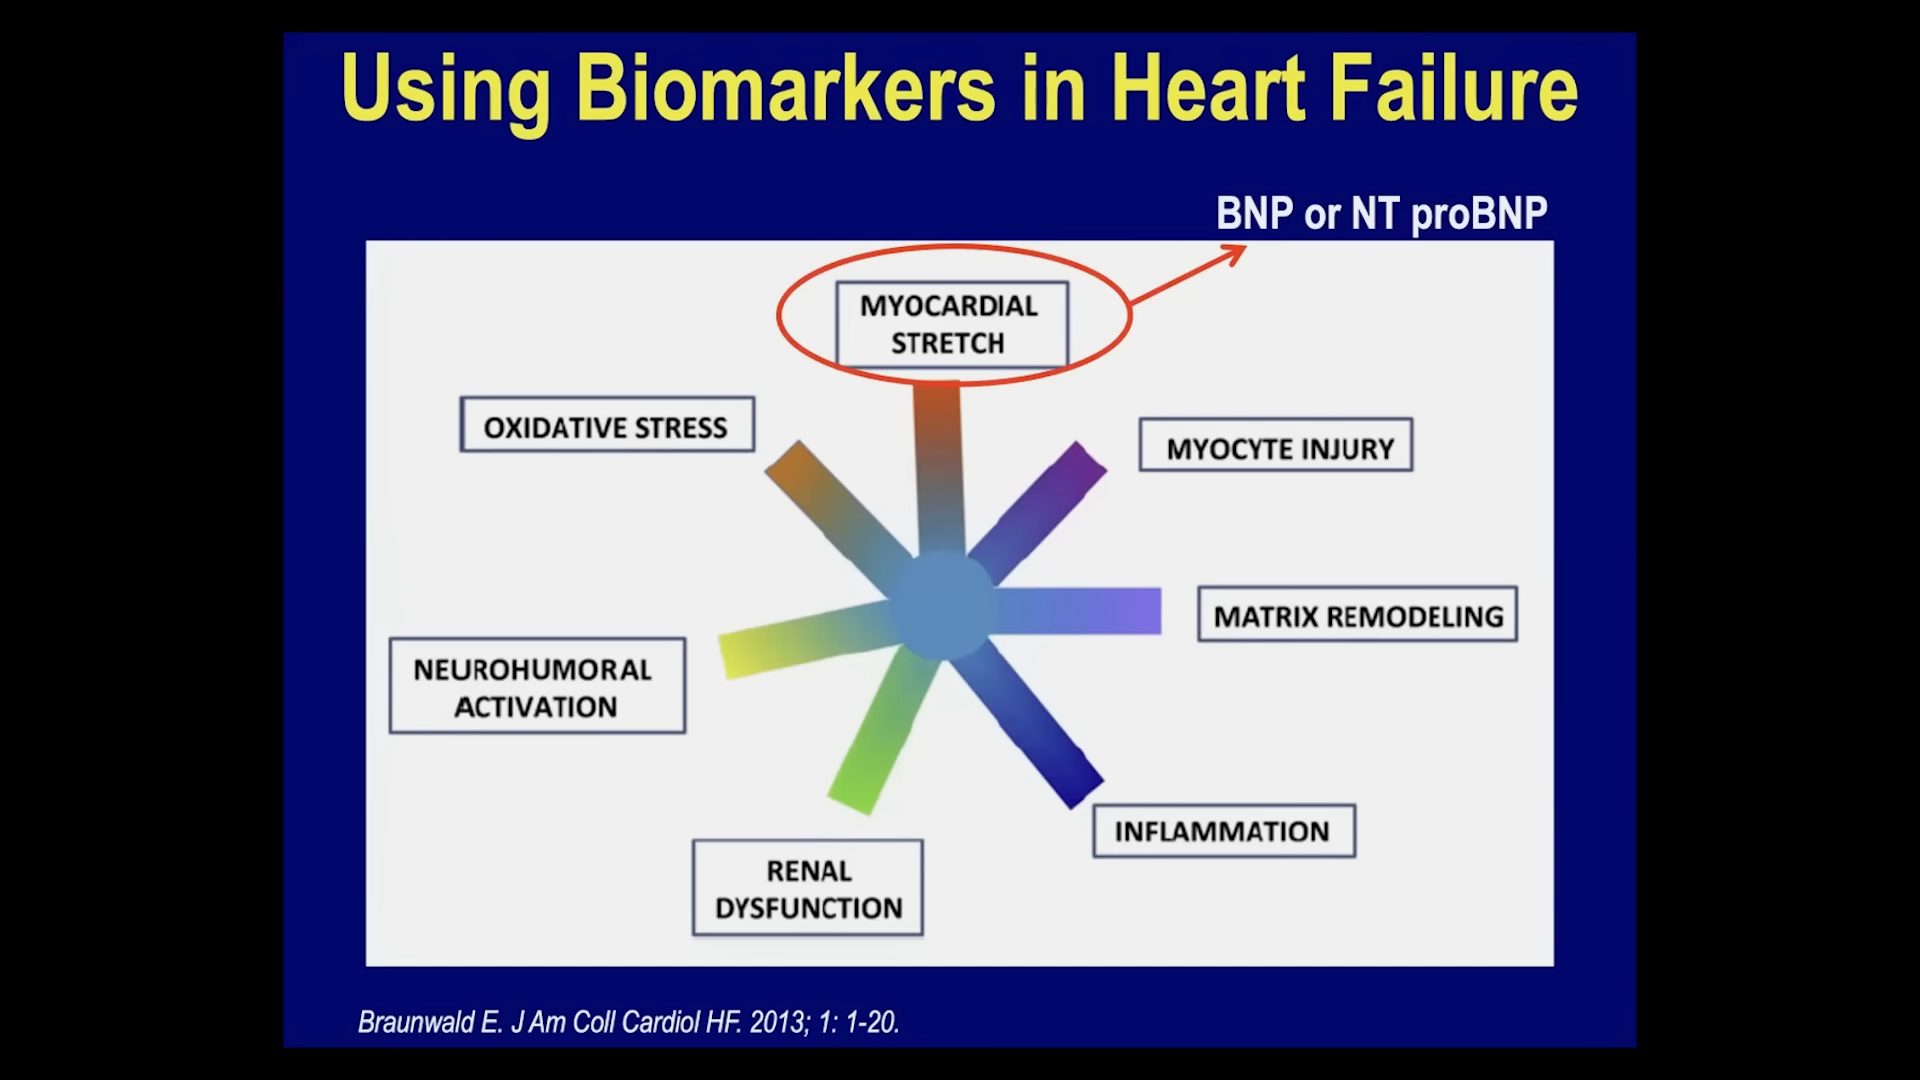 Using Biomarkers in Heart Failure
BNP or NT proBNP
MYOCARDIAL
STRETCH
OXIDATIVE STRESS
MYOCYTE INJURY
MATRIX REMODELING
NEUROHUMORAL
ACTIVATION
INFLAMMATION
RENAL
DYSFUNCTION
Braunwald E. J Am Coll Cardiol HF. 2013; 1: 1-20.